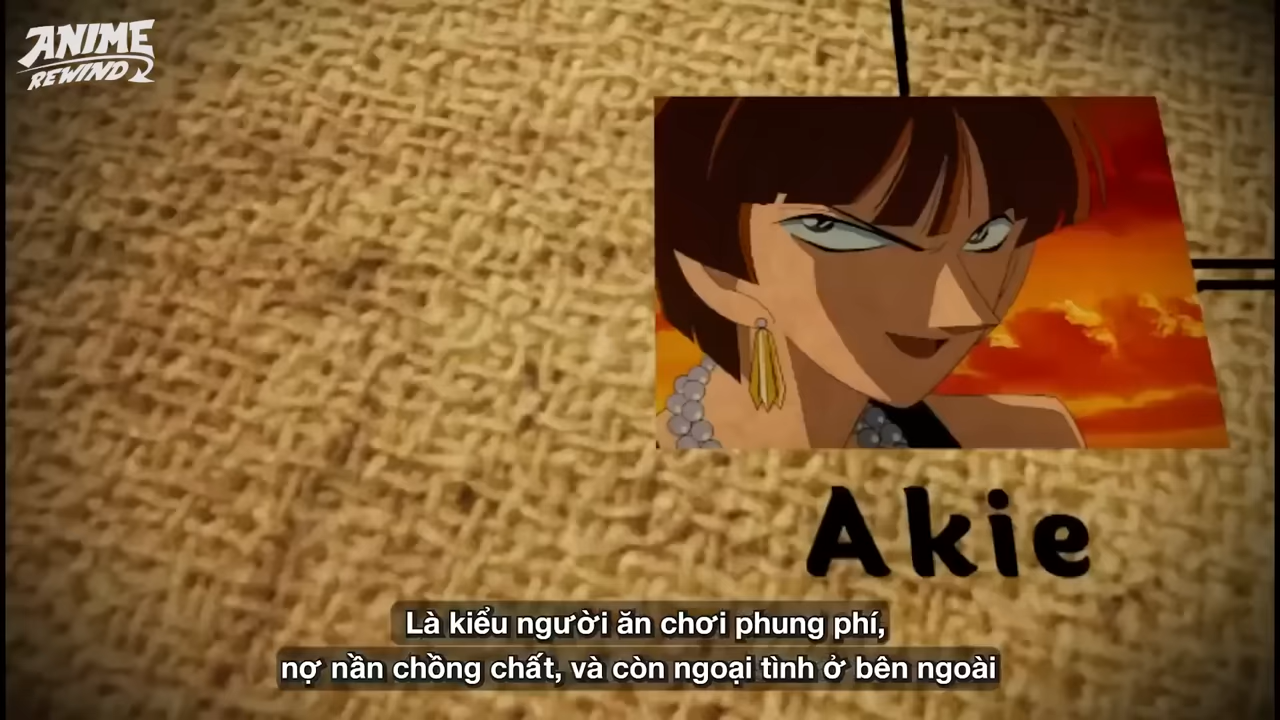 ANIME
REWIND
Akie
Là kiểu người ăn chơi phung phí,
nợ nần chồng chất, và còn ngoại tình ở bên ngoài